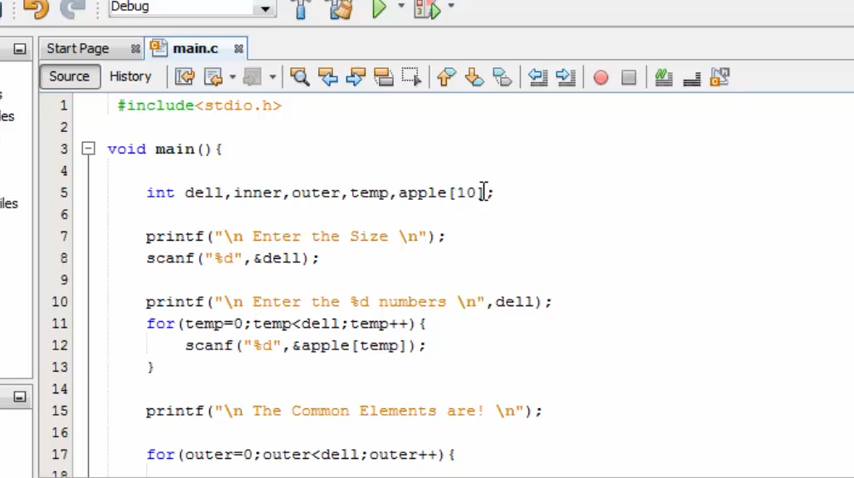 Debug
Start Page
main.c
Source
History
1 #include<stdio.h>
2
3 void main(){
4
5 int dell,inner,outer,temp,apple[10];
6
7 printf("\n Enter the Size \n");
8 scanf("%d",&dell);
9
10 printf("\n Enter the %d numbers \n",dell);
11 for(temp=0;temp<dell;temp++){
12 scanf("%d",&apple[temp]);
13 }
14
15 printf("\n The Common Elements are! \n");
16
17 for(outer=0;outer<dell;outer++){
18